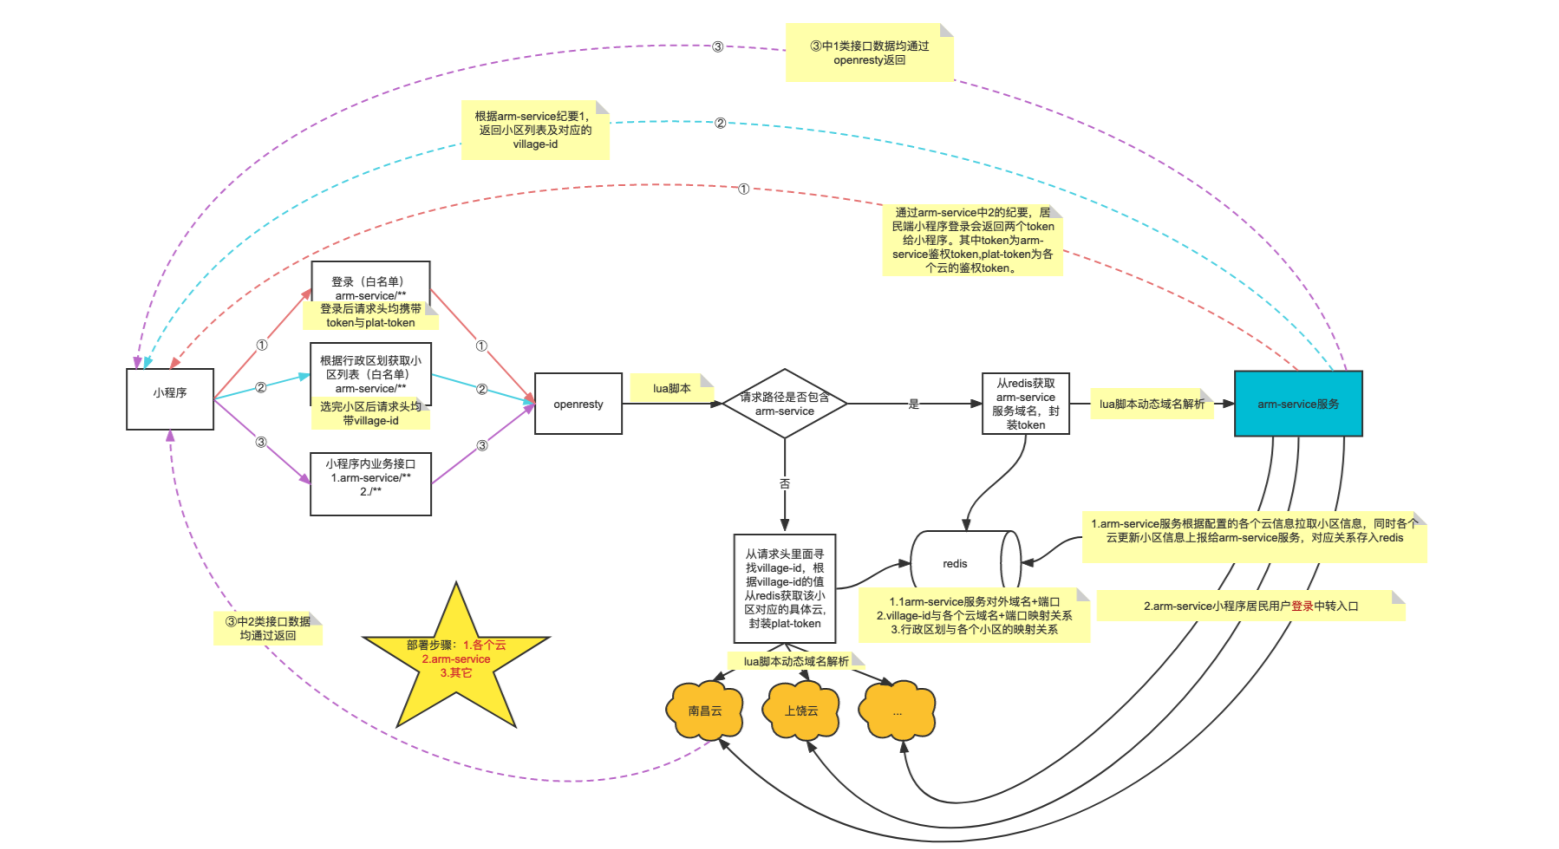 ③
③中1类接口数据均通过
openresty返回
根据arm-service纪要1,
返回小区列表及对应的
village-id
②
①
通过arm-service中2的纪要，居
民端小程序登录会返回两个token
给小程序。其中token为arm-
service鉴权token,plat-token为各
个云的鉴权token。
登录（白名单）
arm-service/**
登录后请求头均携带
token与plat-token
①
①
根据行政区划获取小
区列表（白名单）
arm-service/**
选完小区后请求头均
带village-id
小程序
②
②
③
③
小程序内业务接口
1.arm-service/**
2./**
openresty
lua脚本
请求路径是否包含
arm-service
是
从redis获取
arm-service
服务域名，封
装token
lua脚本动态域名解析
arm-service服务
否
从请求头里面寻
找village-id，根
据village-id的值
从redis获取该小
区对应的具体云,
封装plat-token
redis
1.arm-service服务根据配置的各个云信息拉取小区信息，同时各个
云更新小区信息上报给arm-service服务，对应关系存入redis
1.1arm-service服务对外域名+端口
2.village-id与各个云域名+端口映射关系
3.行政区划与各个小区的映射关系
2.arm-service小程序居民用户登录中转入口
③中2类接口数据
均通过返回
部署步骤：1.各个云
2.arm-service
3.其它
lua脚本动态域名解析
南昌云
上饶云
...